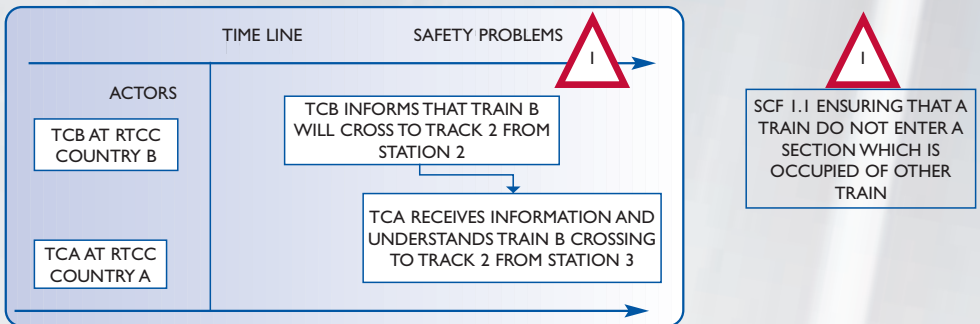 TIME LINE
SAFETY PROBLEMS
1
ACTORS
TCB AT RTCC
COUNTRY B
TCB INFORMS THAT TRAIN B
WILL CROSS TO TRACK 2 FROM
STATION 2
TCA RECEIVES INFORMATION AND
UNDERSTANDS TRAIN B CROSSING
TO TRACK 2 FROM STATION 3
TCA AT RTCC
COUNTRY A
1
SCF 1.1 ENSURING THAT A
TRAIN DO NOT ENTER A
SECTION WHICH IS
OCCUPIED OF OTHER
TRAIN